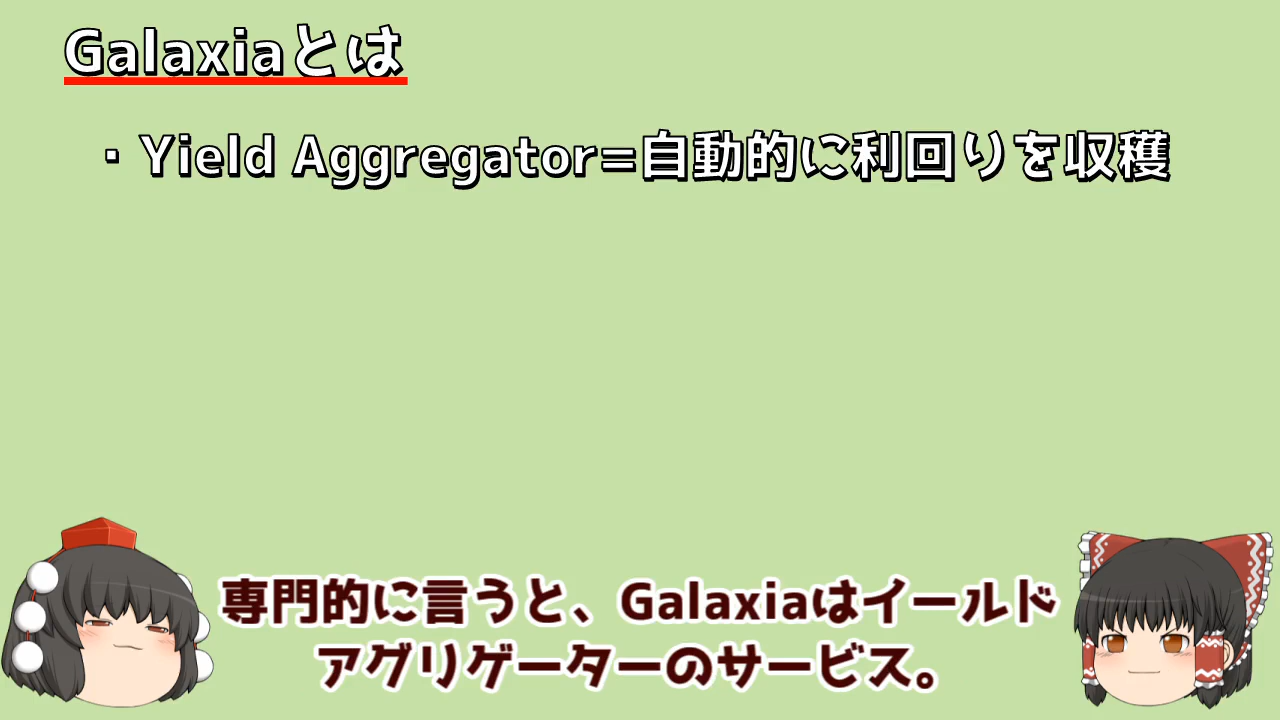 Galaxiaとは
・Yield Aggregator=自動的に利回りを収穫
専門的に言うと、Galaxiaはイールド
アグリゲーターのサービス。